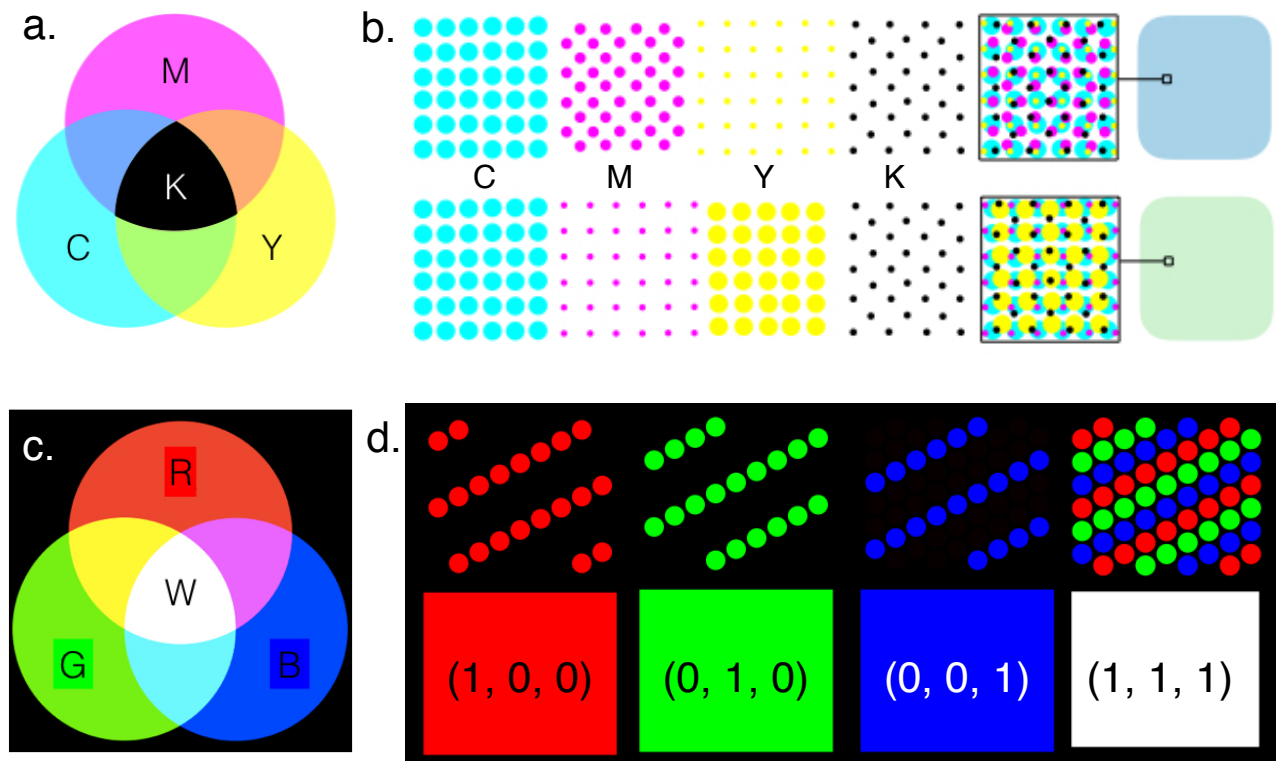 a.
M
K
C
Y
b.
C M Y K
c.
R
W
G
B
d.
(1, 0, 0) (0, 1, 0) (0, 0, 1) (1, 1, 1)